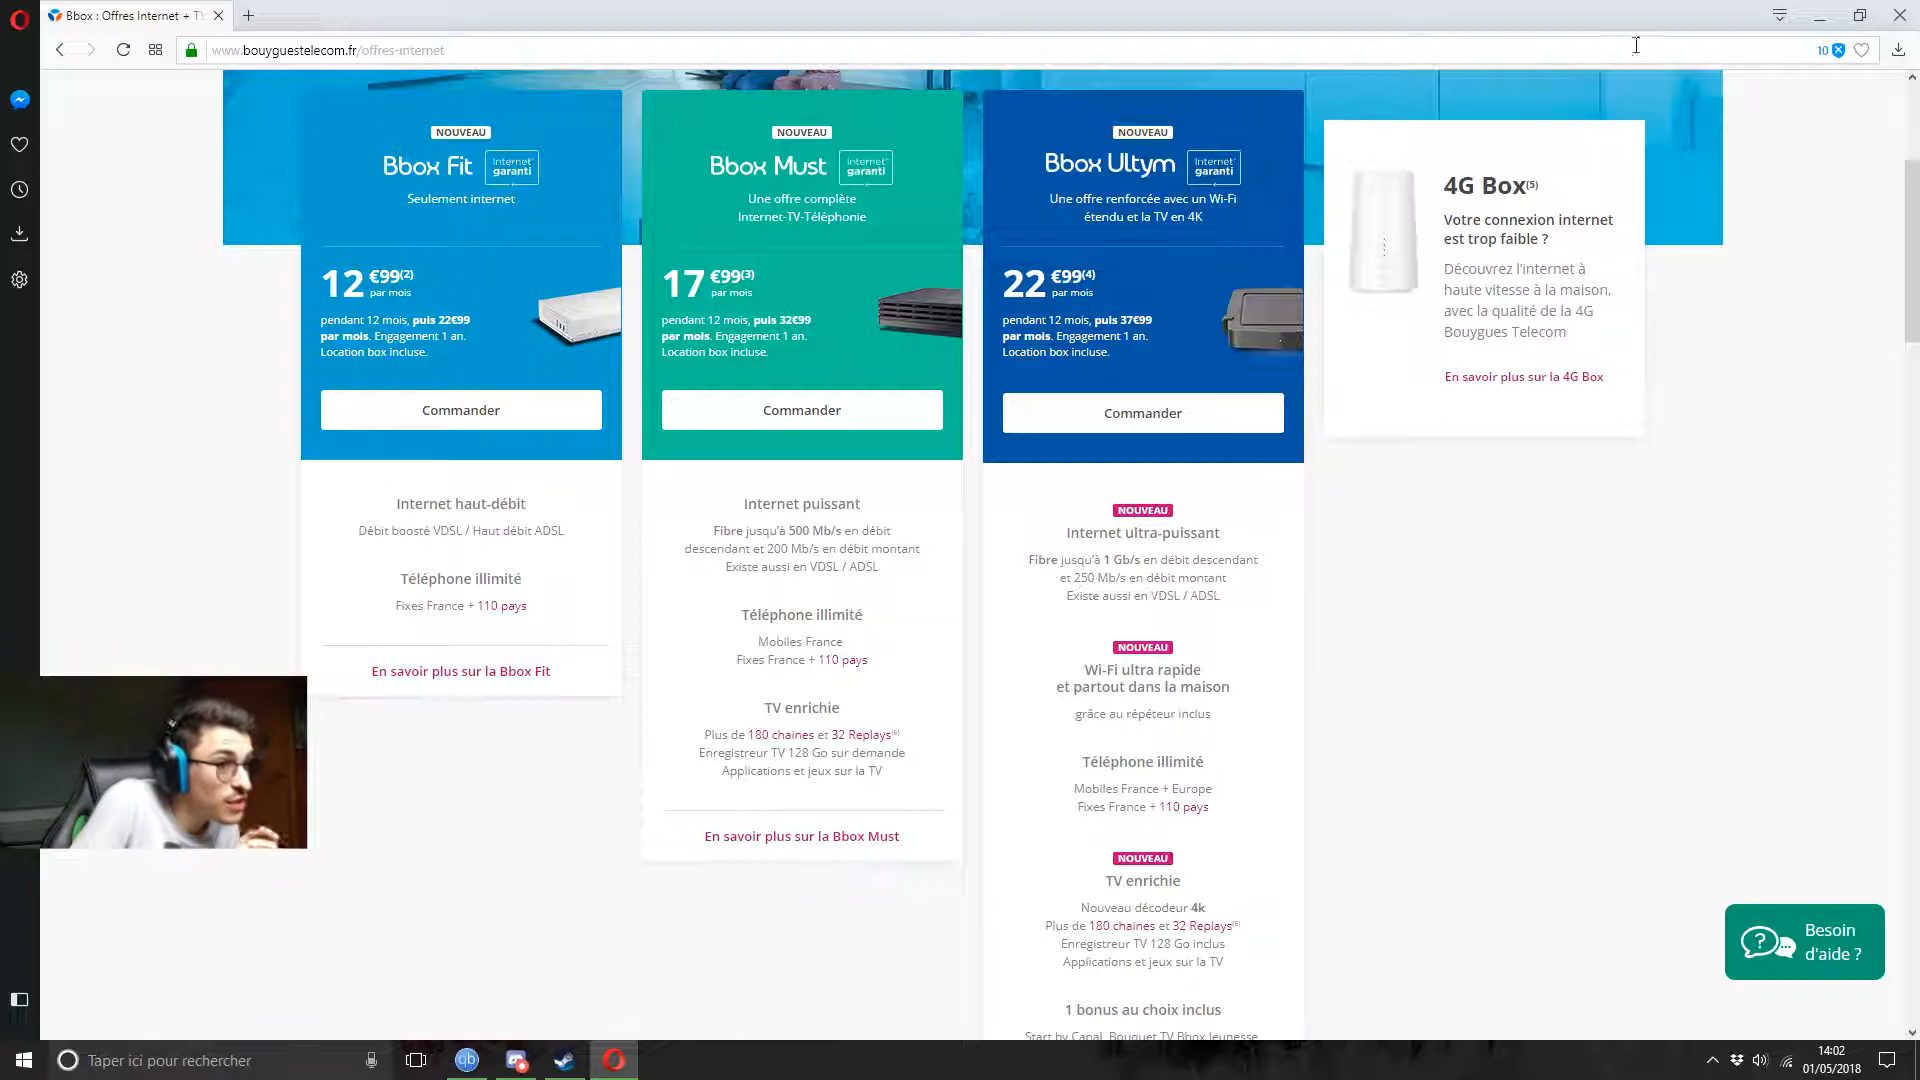 Bbox : Offres Internet + TV
www.bouyguestelecom.fr/offres-internet
10
NOUVEAU
Bbox Fit
Internet
garanti
Seulement internet
12 €99(2)
par mois
pendant 12 mois, puis 22€99
par mois. Engagement 1 an.
Location box incluse.
Commander
Internet haut-débit
Débit boosté VDSL / Haut débit ADSL
Téléphone illimité
Fixes France + 110 pays
En savoir plus sur la Bbox Fit
NOUVEAU
Bbox Must
Internet
garanti
Une offre complète
Internet-TV-Téléphonie
17 €99(3)
par mois
pendant 12 mois, puis 32€99
par mois. Engagement 1 an.
Location box incluse.
Commander
Internet puissant
Fibre jusqu'à 500 Mb/s en débit
descendant et 200 Mb/s en débit montant
Existe aussi en VDSL / ADSL
Téléphone illimité
Mobiles France
Fixes France + 110 pays
TV enrichie
Plus de 180 chaines et 32 Replays(6)
Enregistreur TV 128 Go sur demande
Applications et jeux sur la TV
En savoir plus sur la Bbox Must
NOUVEAU
Bbox Ultym
Internet
garanti
Une offre renforcée avec un Wi-Fi
étendu et la TV en 4K
22 €99(4)
par mois
pendant 12 mois, puis 37€99
par mois. Engagement 1 an.
Location box incluse.
Commander
NOUVEAU
Internet ultra-puissant
Fibre jusqu'à 1 Gb/s en débit descendant
et 250 Mb/s en débit montant
Existe aussi en VDSL / ADSL
NOUVEAU
Wi-Fi ultra rapide
et partout dans la maison
grâce au répéteur inclus
Téléphone illimité
Mobiles France + Europe
Fixes France + 110 pays
NOUVEAU
TV enrichie
Nouveau décodeur 4k
Plus de 180 chaines et 32 Replays(6)
Enregistreur TV 128 Go inclus
Applications et jeux sur la TV
1 bonus au choix inclus
Start by Canal, Bouquet TV Bbox Jeunesse
4G Box(5)
Votre connexion internet
est trop faible ?
Découvrez l'internet à
haute vitesse à la maison,
avec la qualité de la 4G
Bouygues Telecom
En savoir plus sur la 4G Box
Besoin
d'aide ?
Taper ici pour rechercher
qb
14:02
01/05/2018